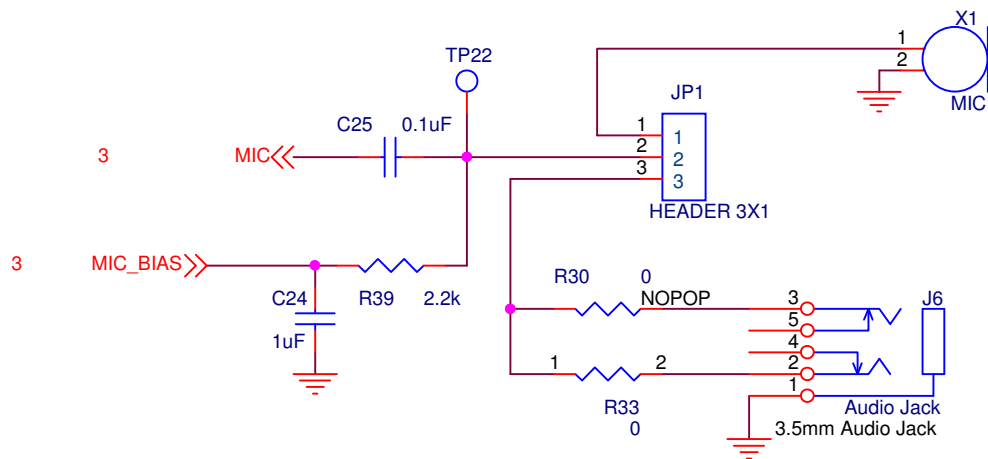 X1
1
2
MIC
TP22
JP1
C25 0.1uF
1 1
2 2
3 3
HEADER 3X1
3 MIC
3 MIC_BIAS
C24
1uF
R39 2.2k
R30 0
NOPOP
3
5
4
2
1
J6
1 2
R33
0
Audio Jack
3.5mm Audio Jack